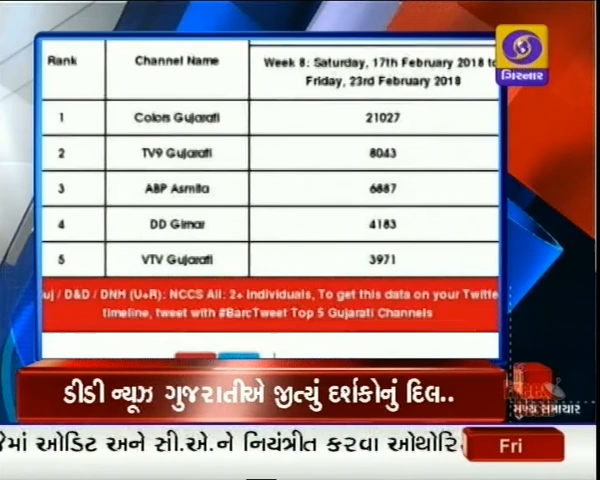 Rank Channel Name Week 8: Saturday, 17th February 2018 to Friday, 23rd February 2018
1 Colors Gujarati 21027
2 TV9 Gujarati 8043
3 ABP Asmita 6887
4 DD Girnar 4183
5 VTV Gujarati 3971
uj / D&D / DNH (U+R): NCCS All: 2+ Individuals, To get this data on your Twitte
timeline, tweet with #BarcTweet Top 5 Gujarati Channels
ગિરનાર
ડીડી ન્યૂઝ ગુજરાતીએ જીત્યું દર્શકોનું દિલ..
મુખ્ય સમાચાર
માં ઓડિટ અને સી.એ.ને નિયંત્રીત કરવા ઓથોરિ
Fri